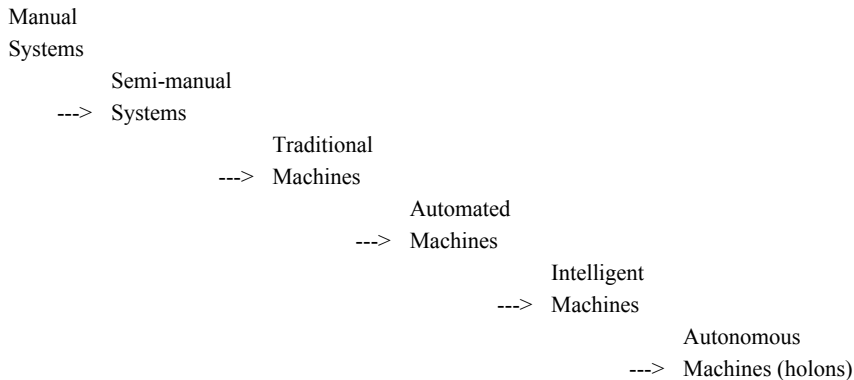 Manual
Systems
Semi-manual
---> Systems
Traditional
---> Machines
Automated
---> Machines
Intelligent
---> Machines
Autonomous
---> Machines (holons)